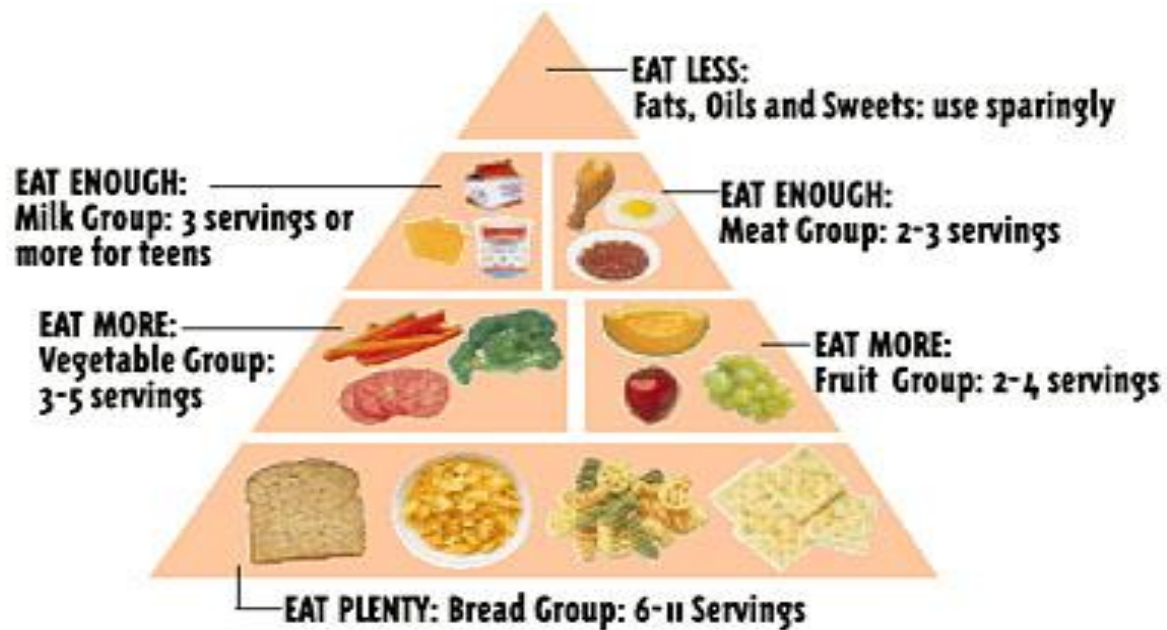 EAT LESS:
Fats, Oils and Sweets: use sparingly
EAT ENOUGH:
Milk Group: 3 servings or
more for teens
EAT ENOUGH:
Meat Group: 2-3 servings
EAT MORE:
Vegetable Group:
3-5 servings
EAT MORE:
Fruit Group: 2-4 servings
EAT PLENTY: Bread Group: 6-11 Servings